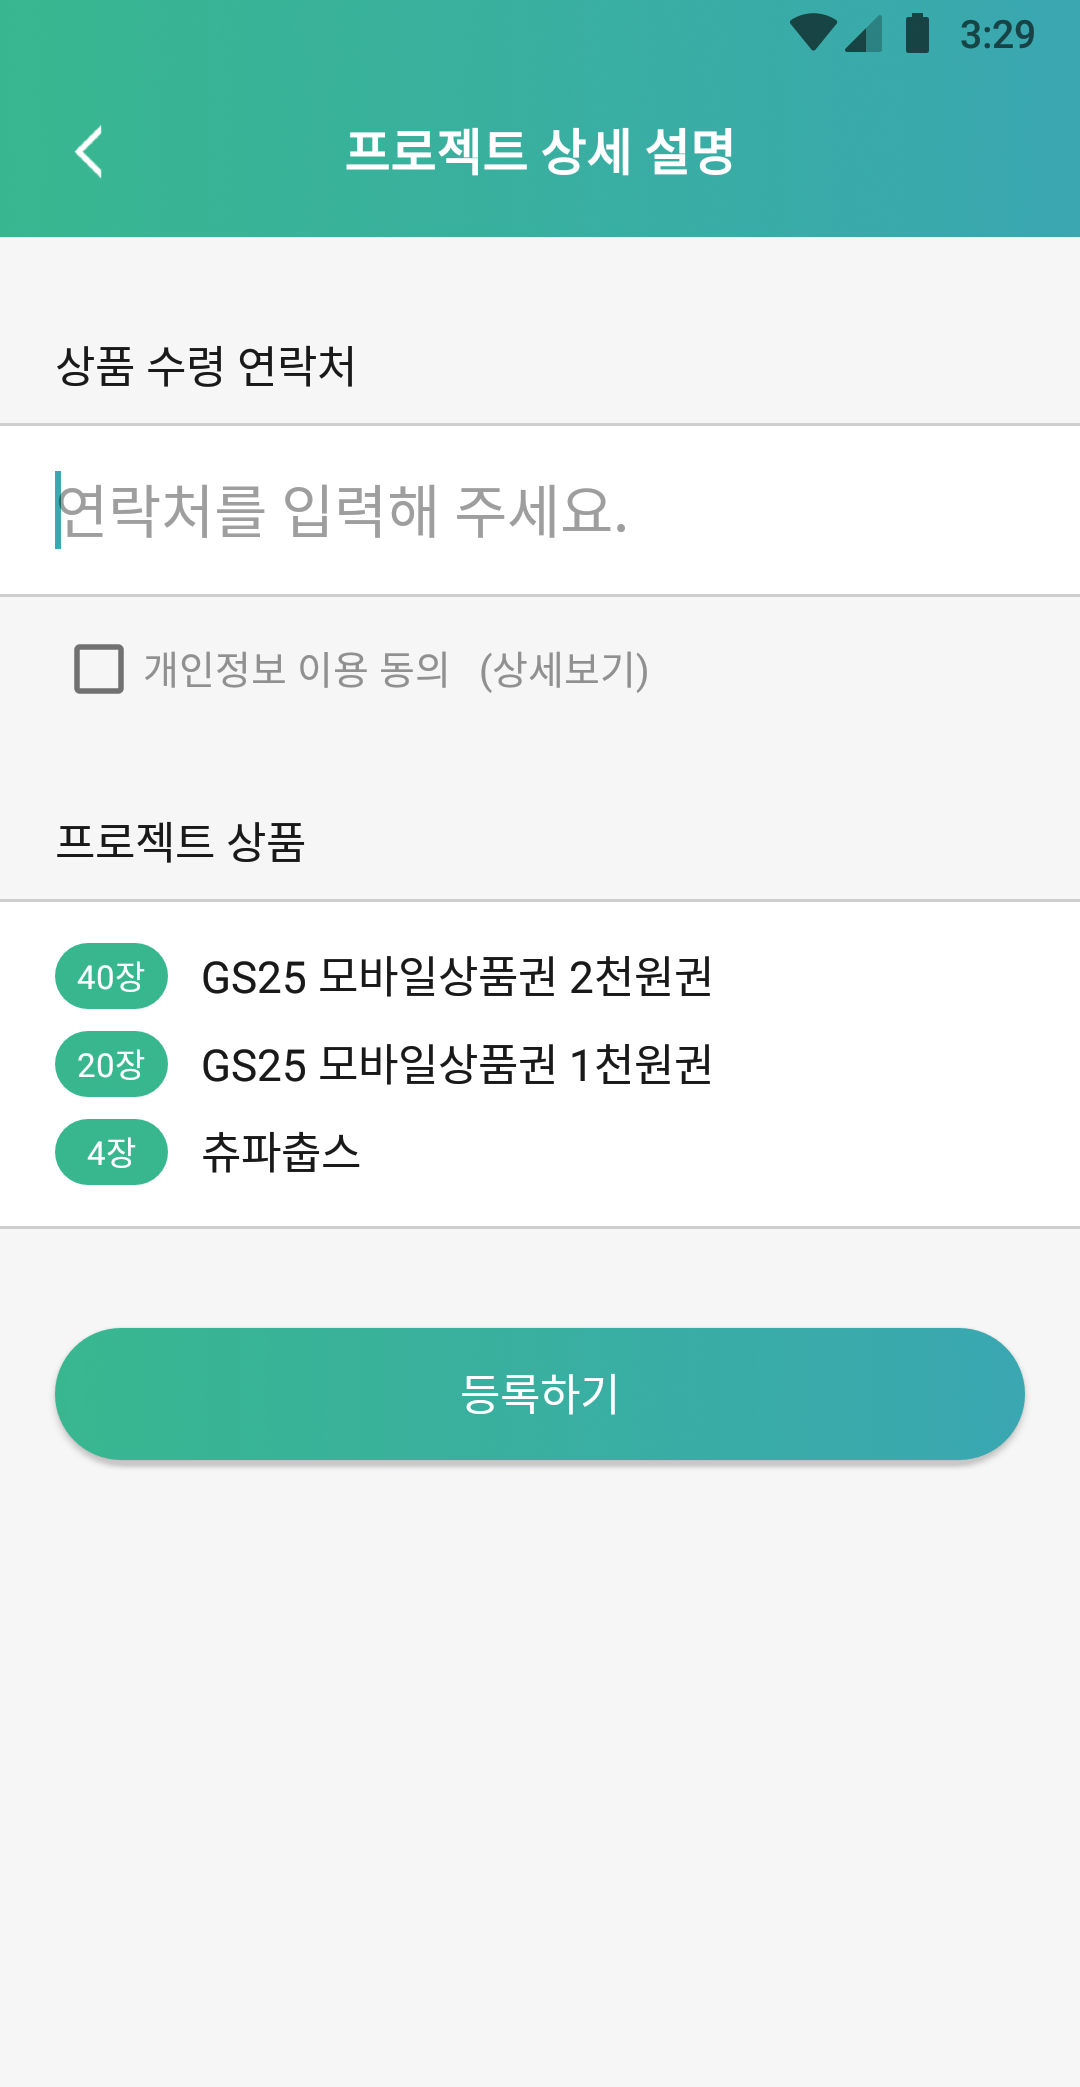 3:29
프로젝트 상세 설명
상품 수령 연락처
연락처를 입력해 주세요.
개인정보 이용 동의 (상세보기)
프로젝트 상품
40장 GS25 모바일상품권 2천원권
20장 GS25 모바일상품권 1천원권
4장 츄파춥스
등록하기